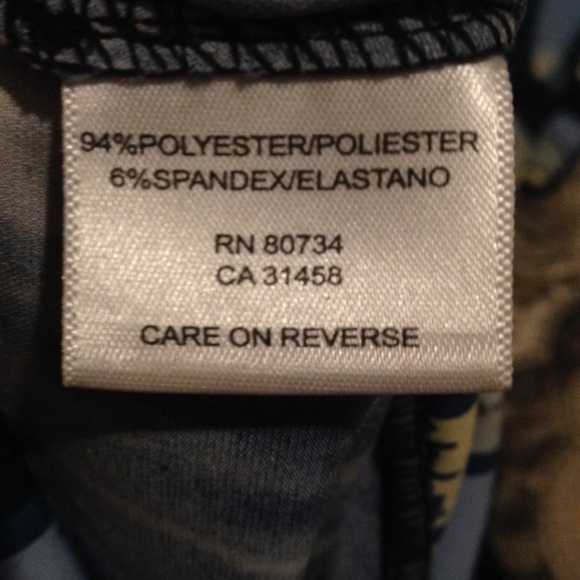 94%POLYESTER/POLIESTER
6%SPANDEX/ELASTANO
RN 80734
CA 31458
CARE ON REVERSE